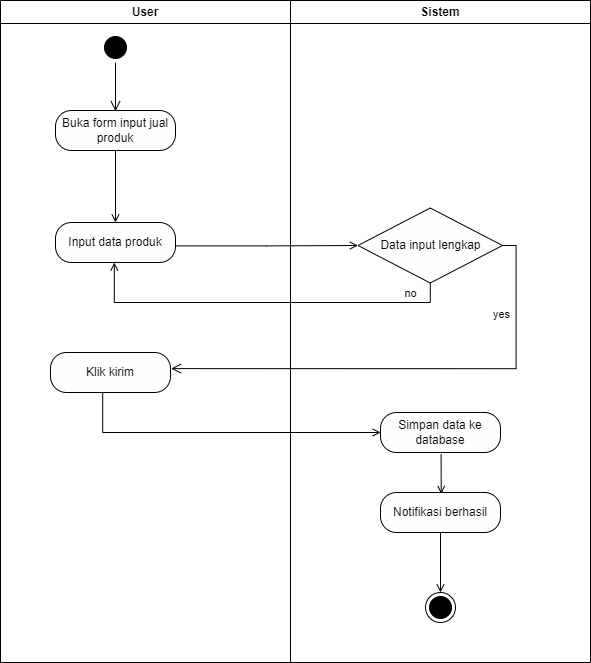 User
Sistem
Buka form input jual
produk
Input data produk
Data input lengkap
no
yes
Klik kirim
Simpan data ke
database
Notifikasi berhasil